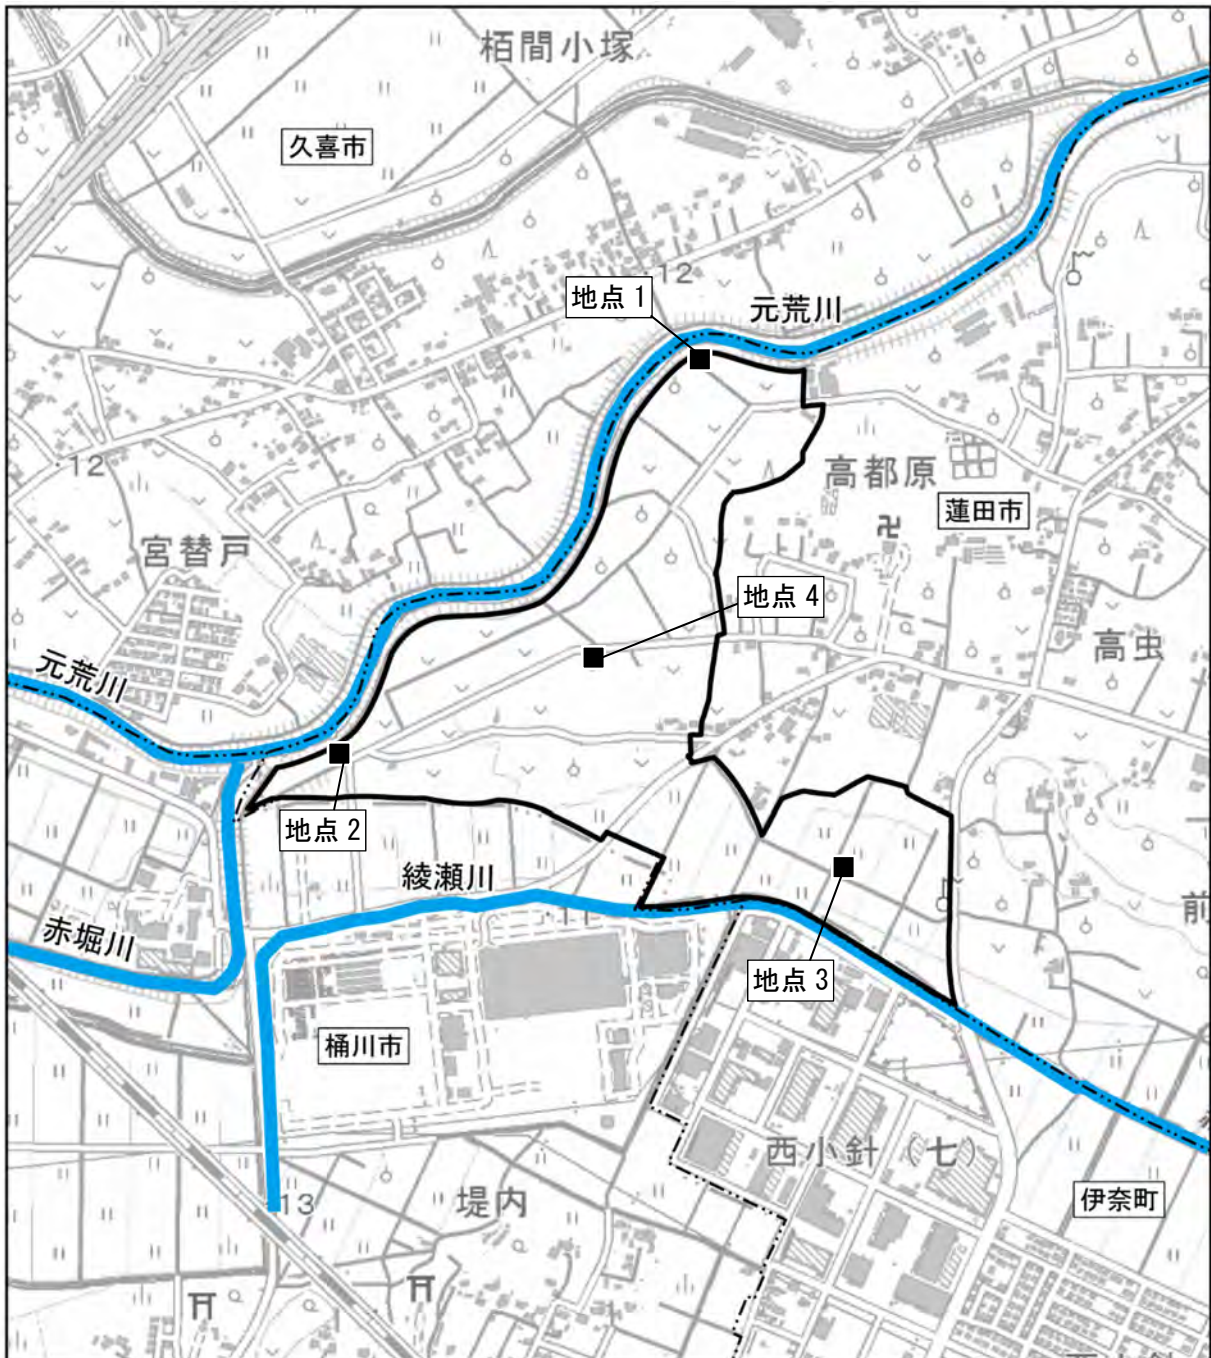 栢間小塚
久喜市
12
地点 1
元荒川
12
高都原
蓮田市
宮替戸
地点 4
高虫
元荒川
地点 2
綾瀬川
11
前
赤堀川
地点 3
桶川市
西小針（七）
堤内
13
伊奈町